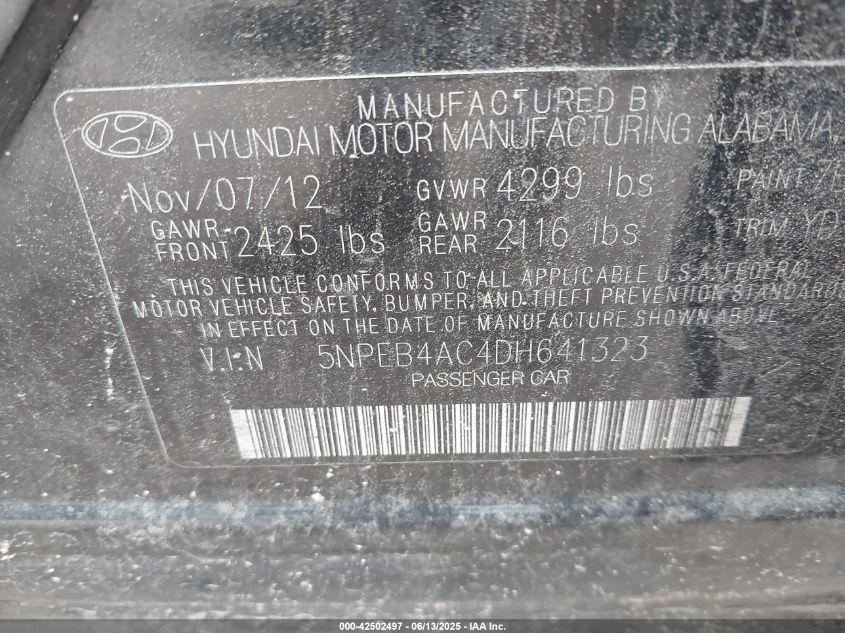 MANUFACTURED BY
HYUNDAI MOTOR MANUFACTURING ALABAMA,
Nov/07/12 GVWR 4299 lbs PAINT
GAWR FRONT 2425 lbs GAWR REAR 2116 lbs TRIM YD
THIS VEHICLE CONFORMS TO ALL APPLICABLE U.S.A. FEDERAL
MOTOR VEHICLE SAFETY, BUMPER, AND THEFT PREVENTION STANDARDS
IN EFFECT ON THE DATE OF MANUFACTURE SHOWN ABOVE
V.I.N 5NPEB4AC4DH641323
PASSENGER CAR
000-42502497 - 06/13/2025 - IAA Inc.